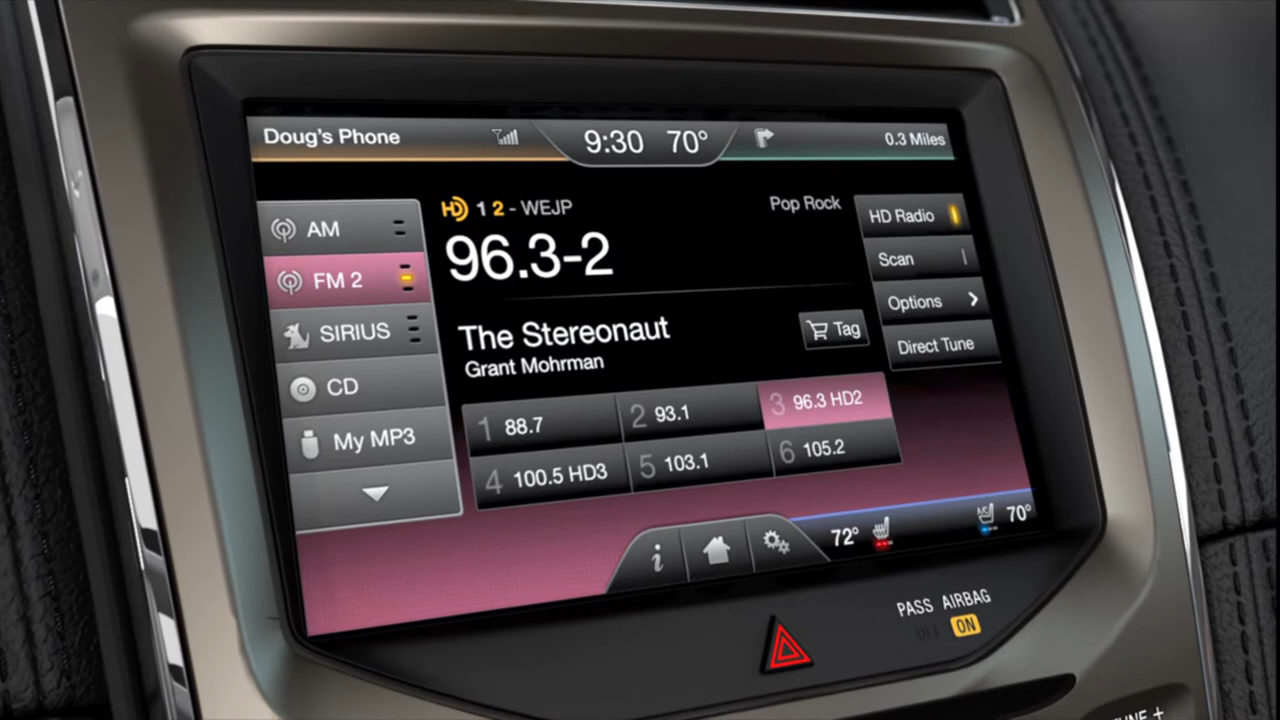 Doug's Phone
9:30 70°
0.3 Miles
AM
FM 2
SIRIUS
CD
My MP3
HD 1 2 - WEJP
Pop Rock
96.3-2
The Stereonaut
Grant Mohrman
Tag
HD Radio
Scan
Options
Direct Tune
1 88.7
2 93.1
3 96.3 HD2
4 100.5 HD3
5 103.1
6 105.2
i
72°
A/C
70°
PASS AIRBAG
OFF ON
TUNE +